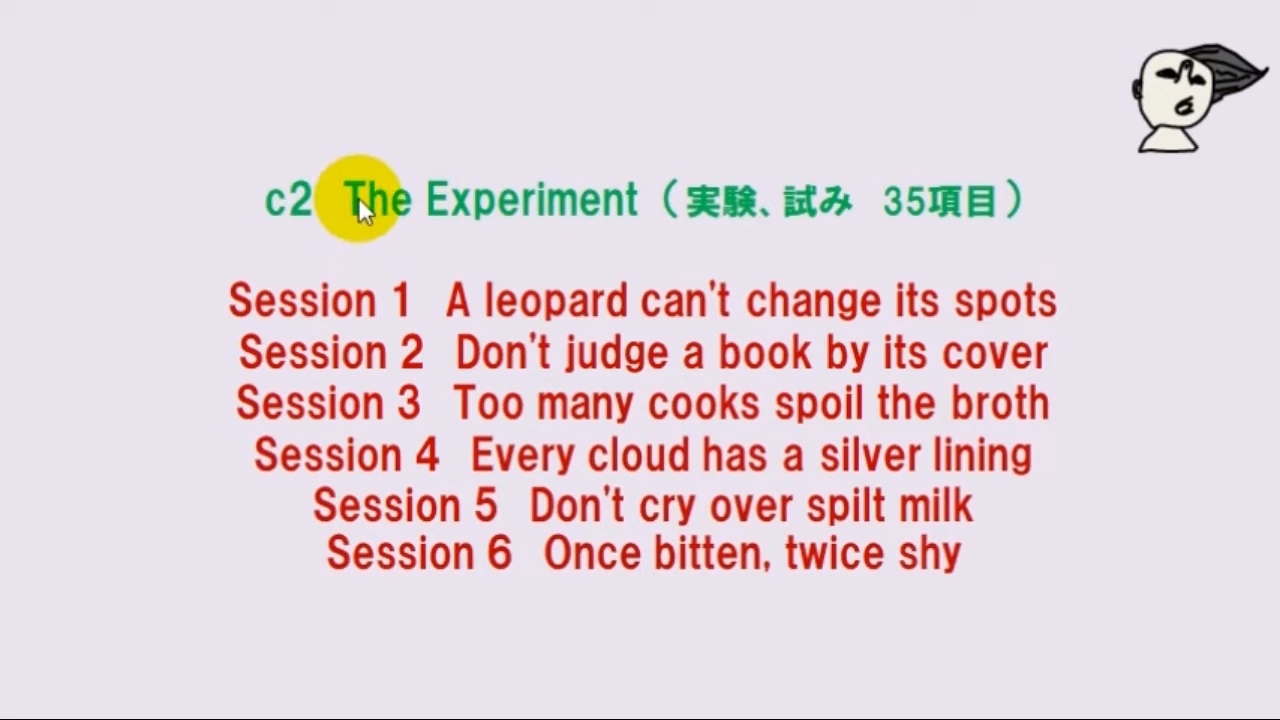 c2 The Experiment（実験、試み 35項目）
Session 1 A leopard can't change its spots
Session 2 Don't judge a book by its cover
Session 3 Too many cooks spoil the broth
Session 4 Every cloud has a silver lining
Session 5 Don't cry over spilt milk
Session 6 Once bitten, twice shy